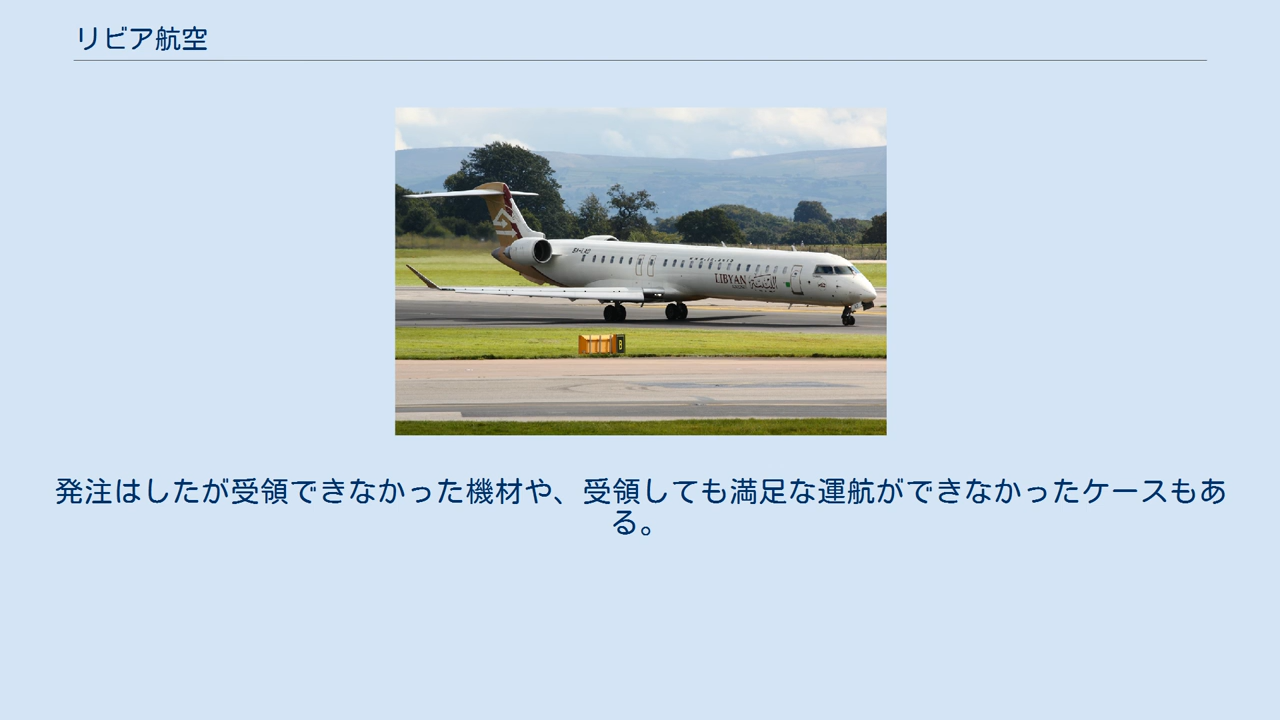 リビア航空
LIBYAN
発注はしたが受領できなかった機材や、受領しても満足な運航ができなかったケースもあ
る。